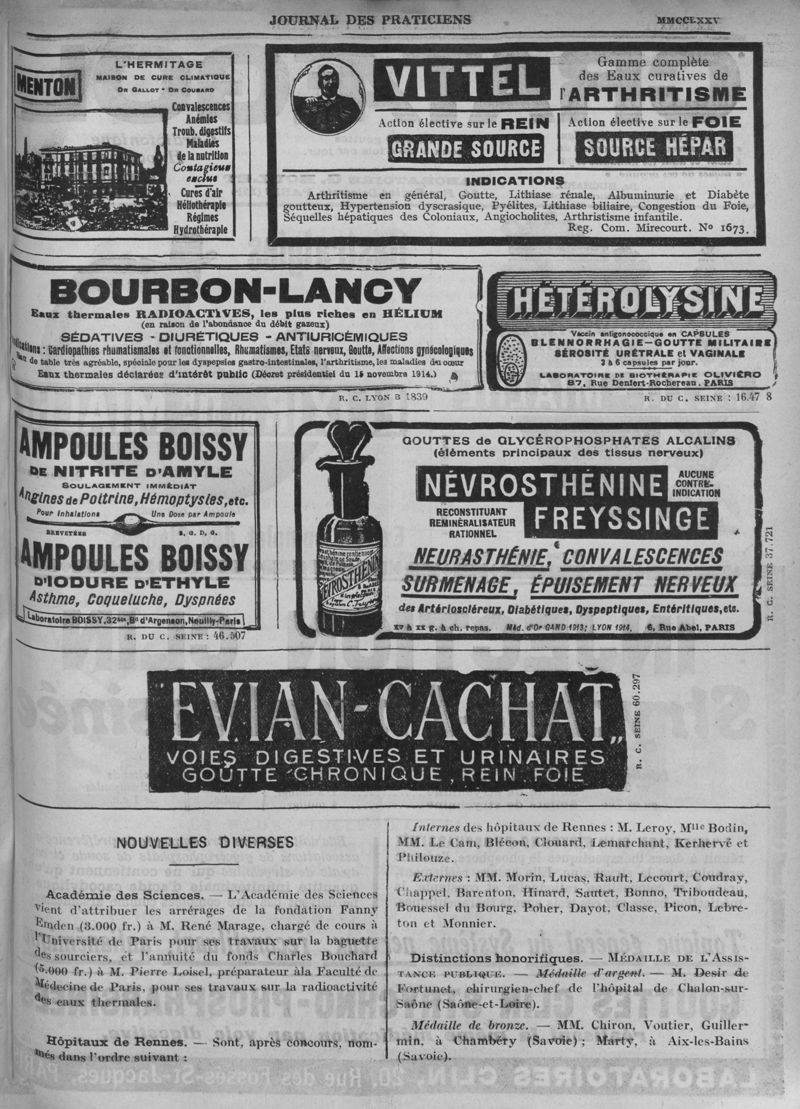 JOURNAL DES PRATICIENS
MMCCLXXV
MENTON
L'HERMITAGE
MAISON DE CURE CLIMATIQUE
DR GALLOT - DR COUBARD
Convalescences
Anémies
Troub. digestifs
Maladies
de la nutrition
Contagieux
exclus
Cures d'air
Héliothérapie
Régimes
Hydrothérapie
VITTEL
Gamme complète
des Eaux curatives de
l'ARTHRITISME
Action élective sur le REIN
GRANDE SOURCE
Action élective sur le FOIE
SOURCE HÉPAR
INDICATIONS
Arthritisme en général, Goutte, Lithiase rénale, Albuminurie et Diabète
goutteux, Hypertension dyscrasique, Pyélites, Lithiase biliaire, Congestion du Foie,
Séquelles hépatiques des Coloniaux, Angiocholites, Arthristisme infantile.
Reg. Com. Mirecourt. No 1673.
BOURBON-LANCY
Eaux thermales RADIOACTIVES, les plus riches en HÉLIUM
(en raison de l'abondance du débit gazeux)
SÉDATIVES - DIURÉTIQUES - ANTIURICÉMIQUES
Indications : Cardiopathies rhumatismales et fonctionnelles, Rhumatismes, États nerveux, Goutte, Affections gynécologiques
Eau de table très agréable, spéciale pour les dyspepsies gastro-intestinales, l'arthritisme, les maladies du cœur
Eaux thermales déclarées d'intérêt public (Décret présidentiel du 15 novembre 1914.)
R. C. LYON B 1839
HÉTÉROLYSINE
Vaccin antigonococcique en CAPSULES
BLENNORRHAGIE-GOUTTE MILITAIRE
SÉROSITÉ URÉTRALE et VAGINALE
3 à 6 capsules par jour.
LABORATOIRE DE BIOTHÉRAPIE OLIVIÉRO
87, Rue Denfert-Rochereau. PARIS
R. DU C. SEINE : 16.47 8
AMPOULES BOISSY
DE NITRITE D'AMYLE
SOULAGEMENT IMMÉDIAT
Angines de Poitrine, Hémoptysies, etc.
Pour Inhalations
Une Dose par Ampoule
BREVETÉES
S. G. D. G.
AMPOULES BOISSY
D'IODURE D'ETHYLE
Asthme, Coqueluche, Dyspnées
Laboratoire BOISSY, 32bis, Bd d'Argenson, Neuilly-Paris
R. DU C. SEINE : 46.507
GOUTTES de GLYCÉROPHOSPHATES ALCALINS
(éléments principaux des tissus nerveux)
NÉVROSTHÉNINE
AUCUNE
CONTRE-
INDICATION
RECONSTITUANT
REMINÉRALISATEUR
RATIONNEL
FREYSSINGE
NEURASTHÉNIE, CONVALESCENCES
SURMÉNAGE, ÉPUISEMENT NERVEUX
des Artérioscléreux, Diabétiques, Dyspeptiques, Entéritiques, etc.
XV à XX g. à ch. repas. Méd. d'Or GAND 1913; LYON 1914. 6, Rue Abel, PARIS
R. C. SEINE 37.721
EVIAN-CACHAT
VOIES DIGESTIVES ET URINAIRES
GOUTTE CHRONIQUE, REIN. FOIE
R. C. SEINE 60.297
NOUVELLES DIVERSES
Académie des Sciences. — L'Académie des Sciences
vient d'attribuer les arrérages de la fondation Fanny
Emden (3.000 fr.) à M. René Marage, chargé de cours à
l'Université de Paris pour ses travaux sur la baguette
des sourciers, et l'annuité du fonds Charles Bouchard
(5.000 fr.) à M. Pierre Loisel, préparateur àla Faculté de
Médecine de Paris, pour ses travaux sur la radioactivité
des eaux thermales.
Hôpitaux de Rennes. — Sont, après concours, nom-
més dans l'ordre suivant :
Internes des hôpitaux de Rennes : M. Leroy, Mlle Bodin,
MM. Le Cam, Blécon, Clouard, Lemarchant, Kerhervé et
Philouze.
Externes : MM. Morin, Lucas, Rault, Lecourt, Coudray,
Chappel, Barenton, Hinard, Sautet, Bonno, Triboudeau,
Bouessel du Bourg, Poher, Dayot, Classe, Picon, Lebre-
ton et Monnier.
Distinctions honorifiques. — MÉDAILLE DE L'ASSIS-
TANCE PUBLIQUE. — Médaille d'argent. — M. Desir de
Fortunet, chirurgien-chef de l'hôpital de Chalon-sur-
Saône (Saône-et-Loire).
Médaille de bronze. — MM. Chiron, Voutier, Guiller-
min, à Chambéry (Savoie) ; Marty, à Aix-les-Bains
(Savoie).